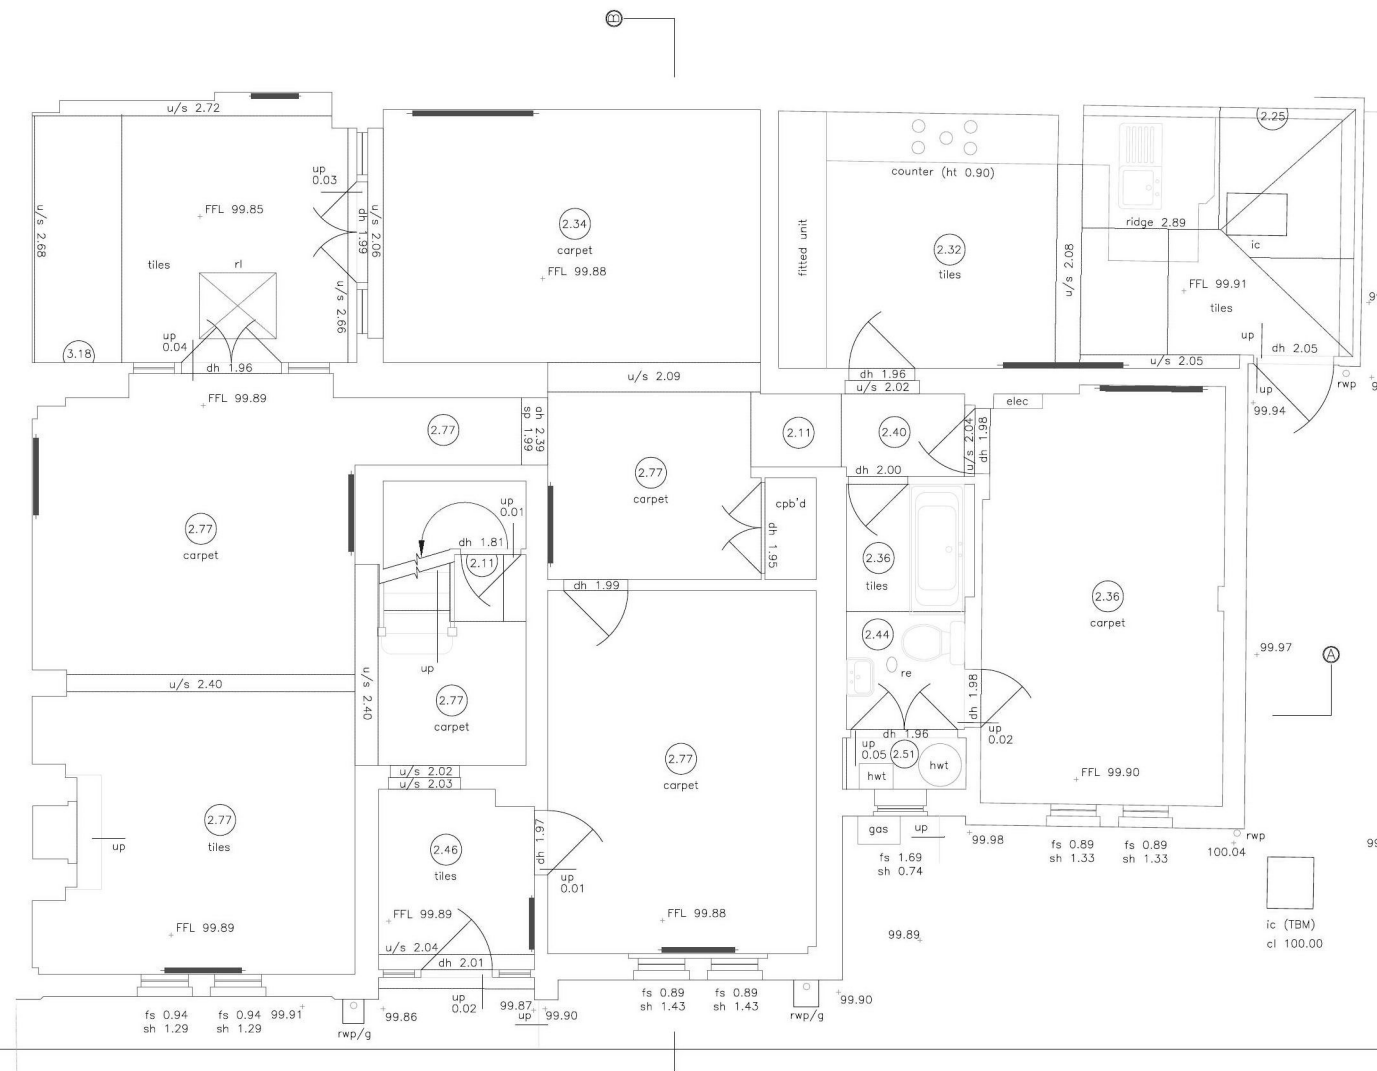 B
u/s 2.72
2.25
up
0.03
counter (ht 0.90)
u/s 2.68
FFL 99.85
dh 1.99
u/s 2.06
2.34
carpet
FFL 99.88
fitted unit
2.32
tiles
u/s 2.08
ridge 2.89
ic
tiles
rl
u/s 2.66
FFL 99.91
tiles
up
0.04
3.18
dh 1.96
up
dh 2.05
u/s 2.05
u/s 2.09
dh 1.96
u/s 2.02
rwp
up
FFL 99.89
elec
99.94
2.77
dh 2.39
sp 1.99
2.11
2.40
u/s 2.04
dh 1.98
2.77
carpet
dh 2.00
up
0.01
cpb'd
2.77
carpet
dh 1.81
dh 1.95
2.11
2.36
tiles
dh 1.99
2.36
carpet
2.44
re
99.97
A
up
u/s 2.40
u/s 2.40
2.77
carpet
dh 1.98
up
0.02
dh 1.96
up
0.05
2.51
hwt
hwt
2.77
carpet
FFL 99.90
u/s 2.02
u/s 2.03
2.77
tiles
up
gas
up
99.98
rwp
100.04
dh 1.97
2.46
tiles
up
0.01
fs 1.69
sh 0.74
fs 0.89
sh 1.33
fs 0.89
sh 1.33
FFL 99.89
FFL 99.89
FFL 99.88
99.89
ic (TBM)
cl 100.00
u/s 2.04
dh 2.01
up
0.02
fs 0.89
sh 1.43
fs 0.89
sh 1.43
99.90
rwp/g
fs 0.94
sh 1.29
fs 0.94
sh 1.29
99.91
rwp/g
99.86
99.87
up
99.90